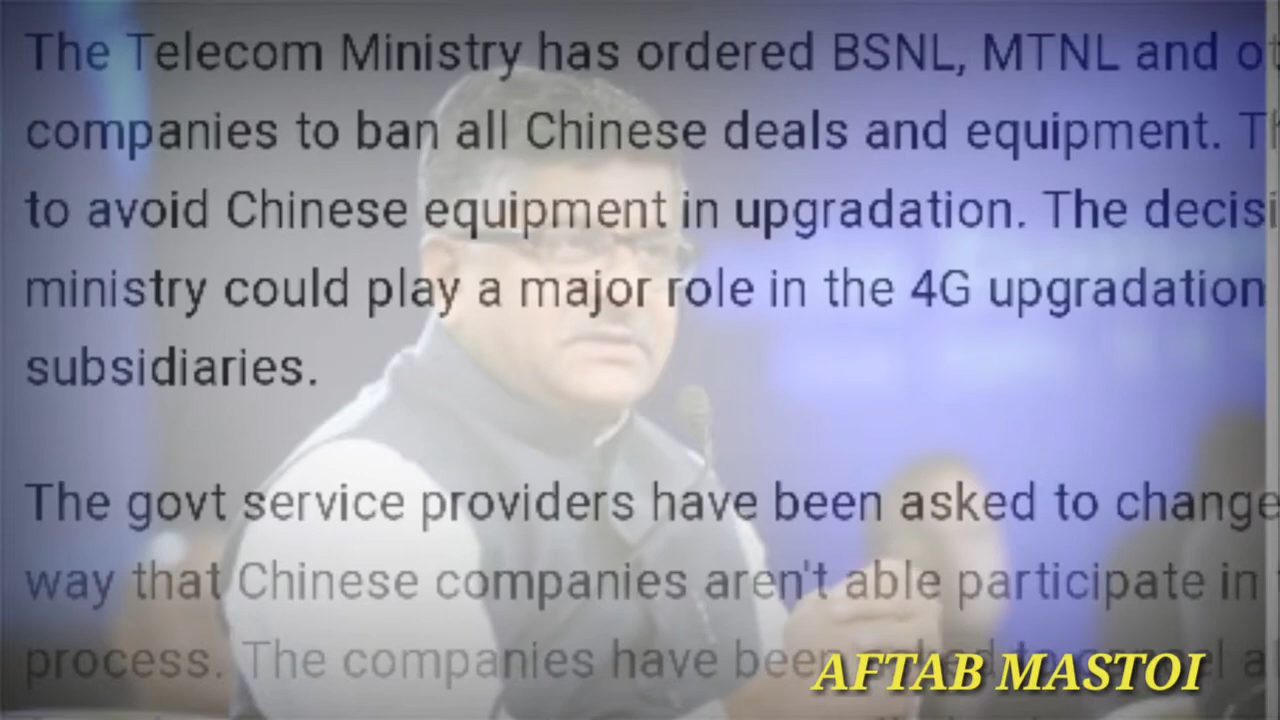 The Telecom Ministry has ordered BSNL, MTNL and
companies to ban all Chinese deals and equipment.
to avoid Chinese equipment in upgradation. The
ministry could play a major role in the 4G upgradation
subsidiaries.
The govt service providers have been asked to change
way that Chinese companies aren't able participate in
process. The companies have been
AFTAB MASTOI